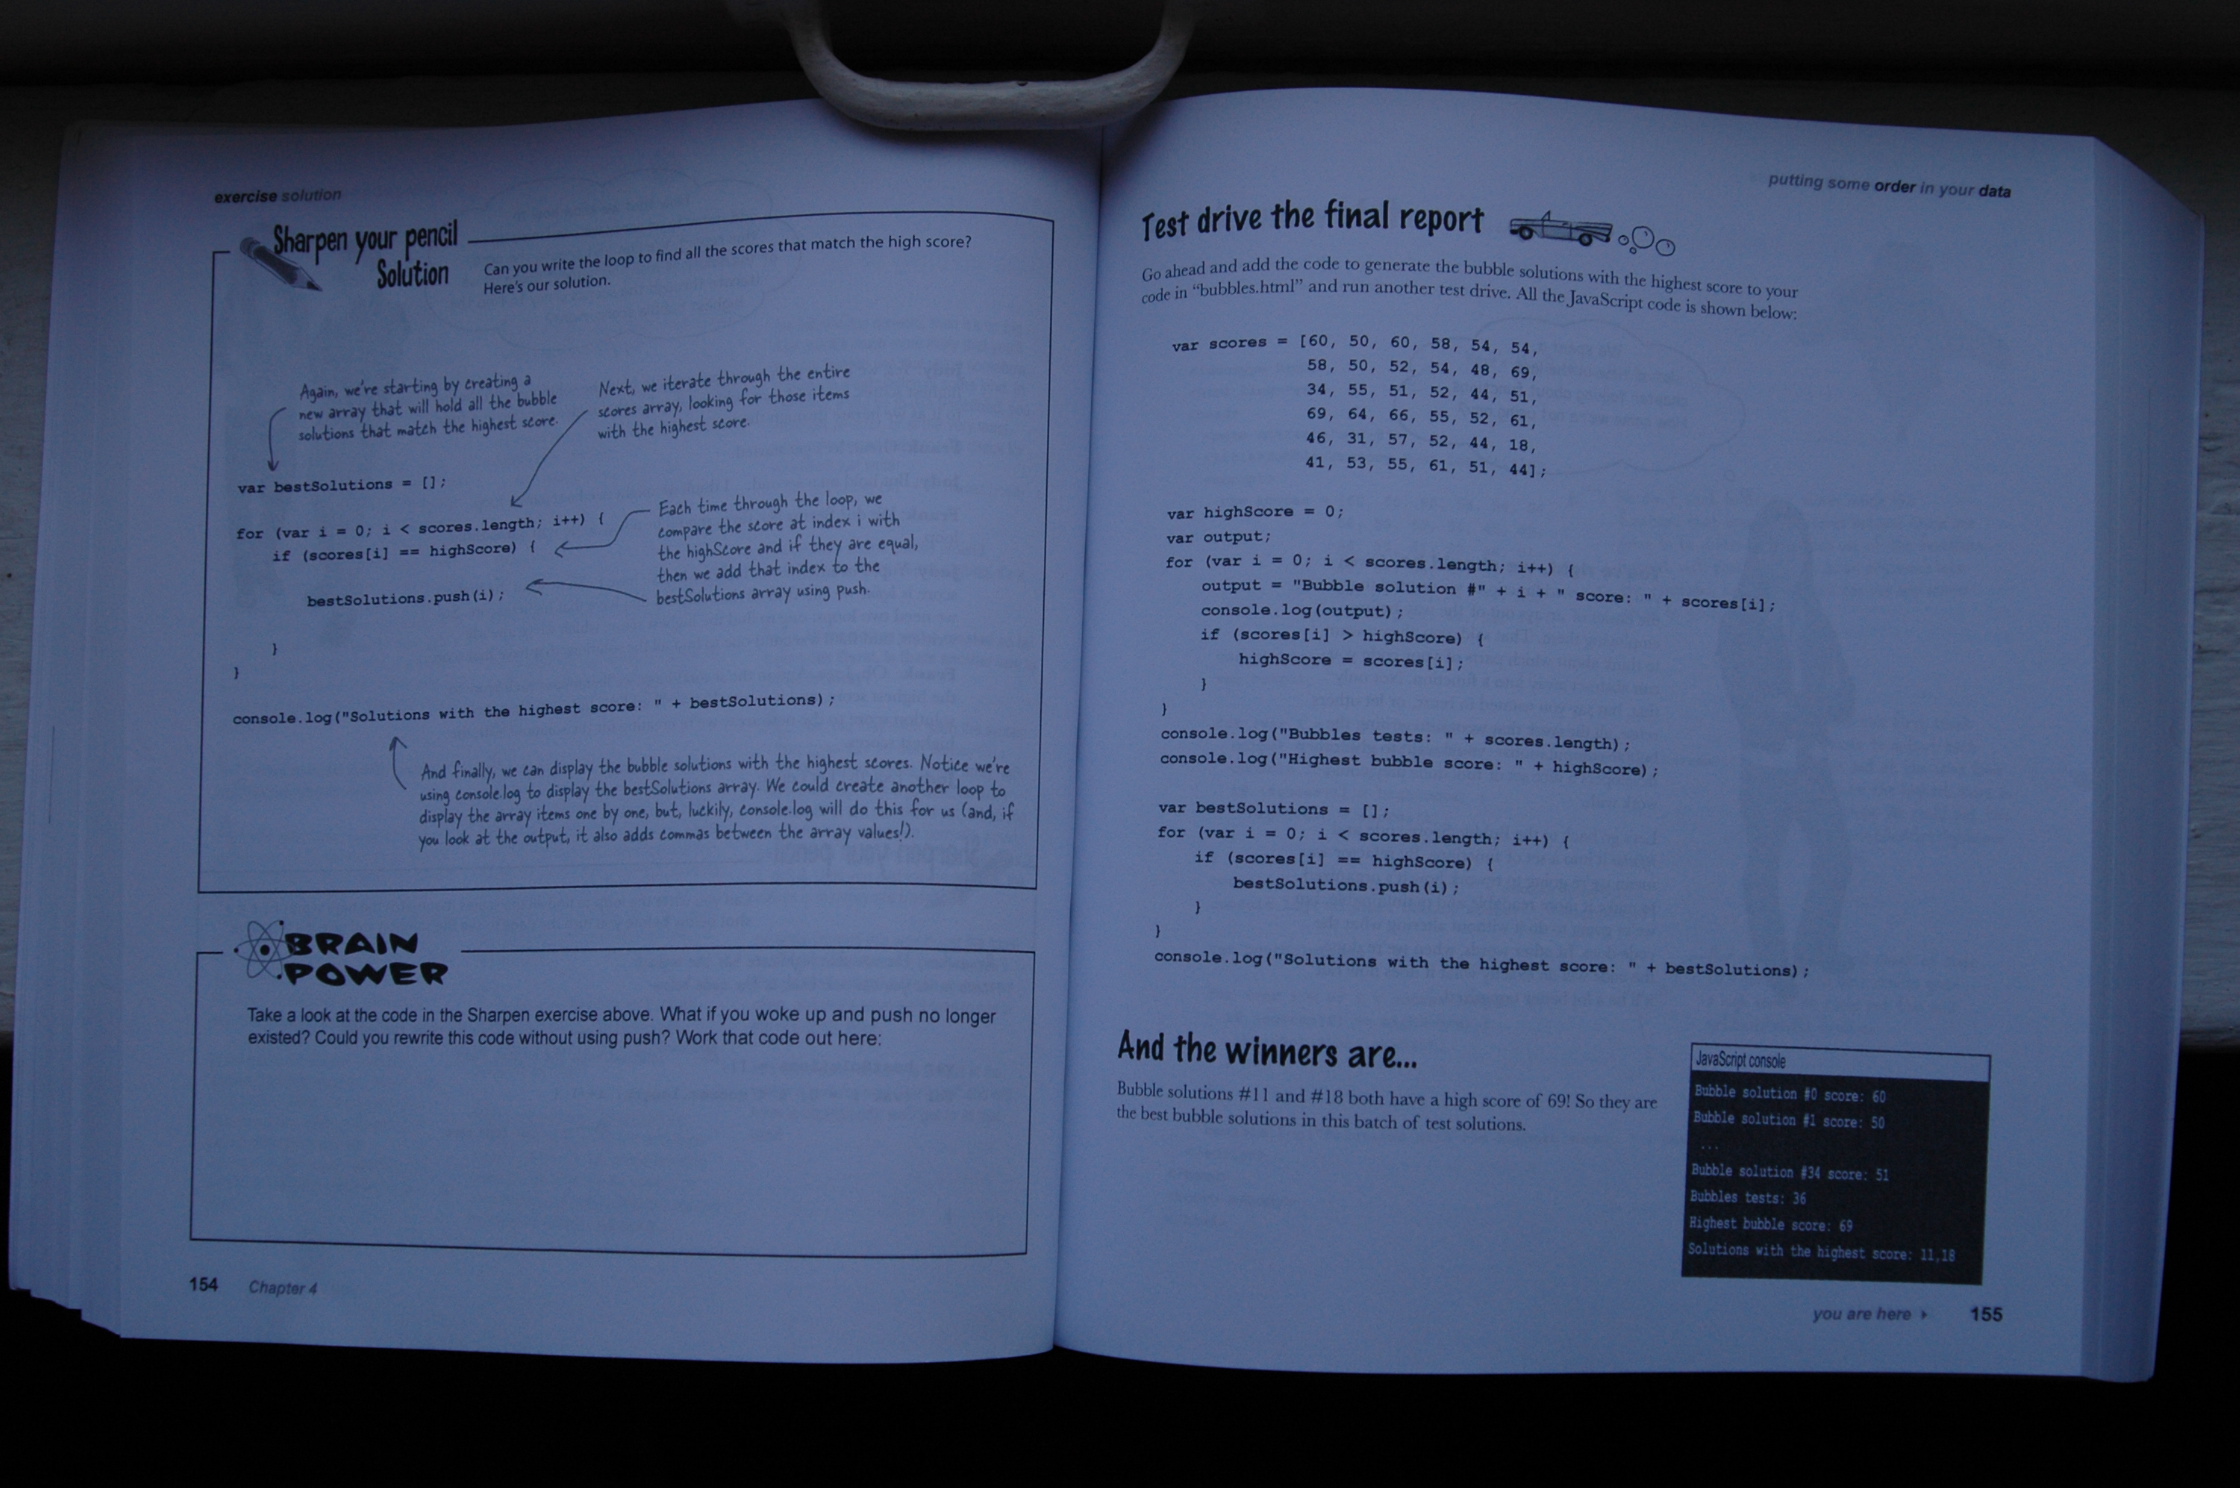 exercise solution
Sharpen your pencil
Solution
Can you write the loop to find all the scores that match the high score?
Here's our solution.
Again, we're starting by creating a
new array that will hold all the bubble
solutions that match the highest score.
Next, we iterate through the entire
scores array, looking for those items
with the highest score.
var bestSolutions = [];
for (var i = 0; i < scores.length; i++) {
if (scores[i] == highScore) {
bestSolutions.push(i);
}
}
Each time through the loop, we
compare the score at index i with
the highScore and if they are equal,
then we add that index to the
bestSolutions array using push.
console.log("Solutions with the highest score: " + bestSolutions);
And finally, we can display the bubble solutions with the highest scores. Notice we're
using console.log to display the bestSolutions array. We could create another loop to
display the array items one by one, but, luckily, console.log will do this for us (and, if
you look at the output, it also adds commas between the array values!).
BRAIN
POWER
Take a look at the code in the Sharpen exercise above. What if you woke up and push no longer
existed? Could you rewrite this code without using push? Work that code out here:
154 Chapter 4
putting some order in your data
Test drive the final report
Go ahead and add the code to generate the bubble solutions with the highest score to your
code in “bubbles.html” and run another test drive. All the JavaScript code is shown below:
var scores = [60, 50, 60, 58, 54, 54,
58, 50, 52, 54, 48, 69,
34, 55, 51, 52, 44, 51,
69, 64, 66, 55, 52, 61,
46, 31, 57, 52, 44, 18,
41, 53, 55, 61, 51, 44];
var highScore = 0;
var output;
for (var i = 0; i < scores.length; i++) {
output = "Bubble solution #" + i + " score: " + scores[i];
console.log(output);
if (scores[i] > highScore) {
highScore = scores[i];
}
}
console.log("Bubbles tests: " + scores.length);
console.log("Highest bubble score: " + highScore);
var bestSolutions = [];
for (var i = 0; i < scores.length; i++) {
if (scores[i] == highScore) {
bestSolutions.push(i);
}
}
console.log("Solutions with the highest score: " + bestSolutions);
And the winners are...
Bubble solutions #11 and #18 both have a high score of 69! So they are
the best bubble solutions in this batch of test solutions.
JavaScript console
Bubble solution #0 score: 60
Bubble solution #1 score: 50
...
Bubble solution #34 score: 51
Bubbles tests: 36
Highest bubble score: 69
Solutions with the highest score: 11,18
you are here ▸ 155